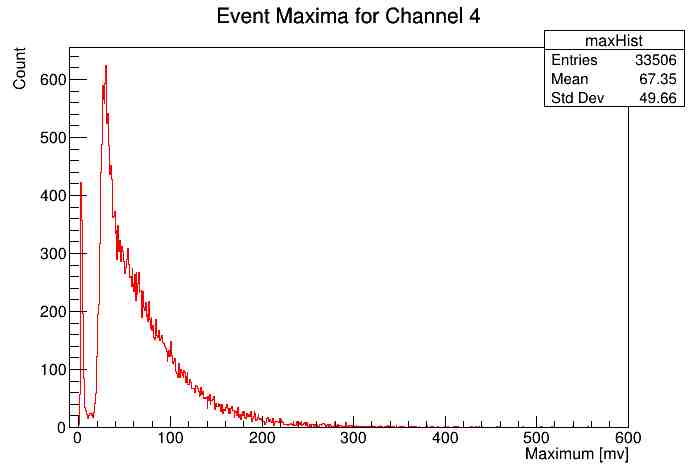 Event Maxima for Channel 4
maxHist
Entries 33506
Mean 67.35
Std Dev 49.66
Count
600
500
400
300
200
100
0
0 100 200 300 400 500 600
Maximum [mv]